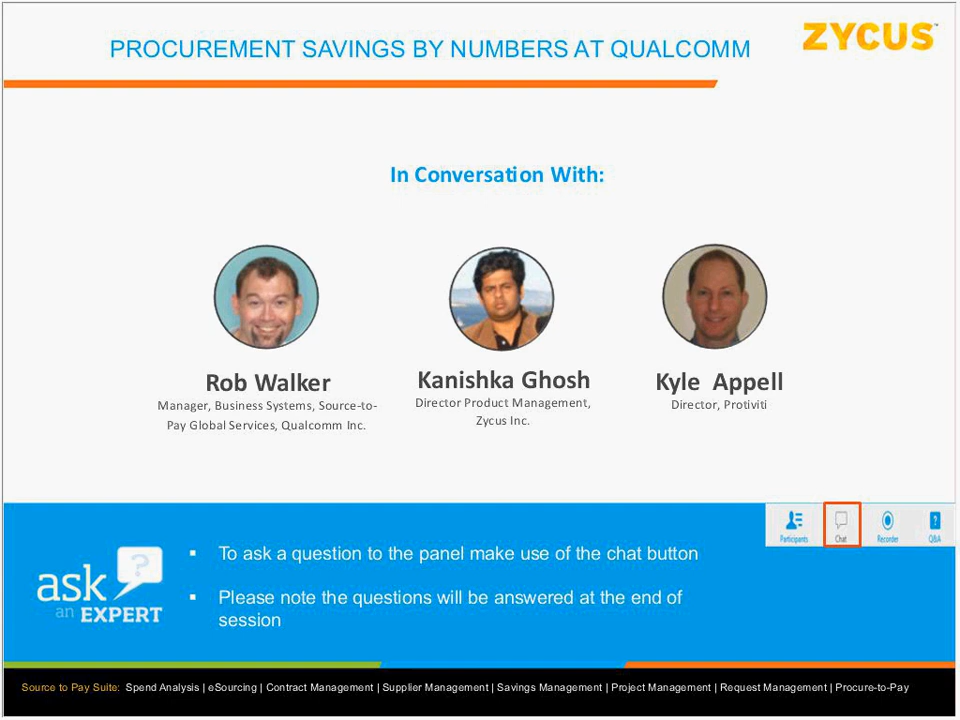 PROCUREMENT SAVINGS BY NUMBERS AT QUALCOMM
ZYCUS™
In Conversation With:
Rob Walker
Manager, Business Systems, Source-to-
Pay Global Services, Qualcomm Inc.
Kanishka Ghosh
Director Product Management,
Zycus Inc.
Kyle Appell
Director, Protiviti
Participants
Chat
Recorder
? Q&A
ask ?
an EXPERT
▪ To ask a question to the panel make use of the chat button
▪ Please note the questions will be answered at the end of
session
Source to Pay Suite: Spend Analysis | eSourcing | Contract Management | Supplier Management | Savings Management | Project Management | Request Management | Procure-to-Pay